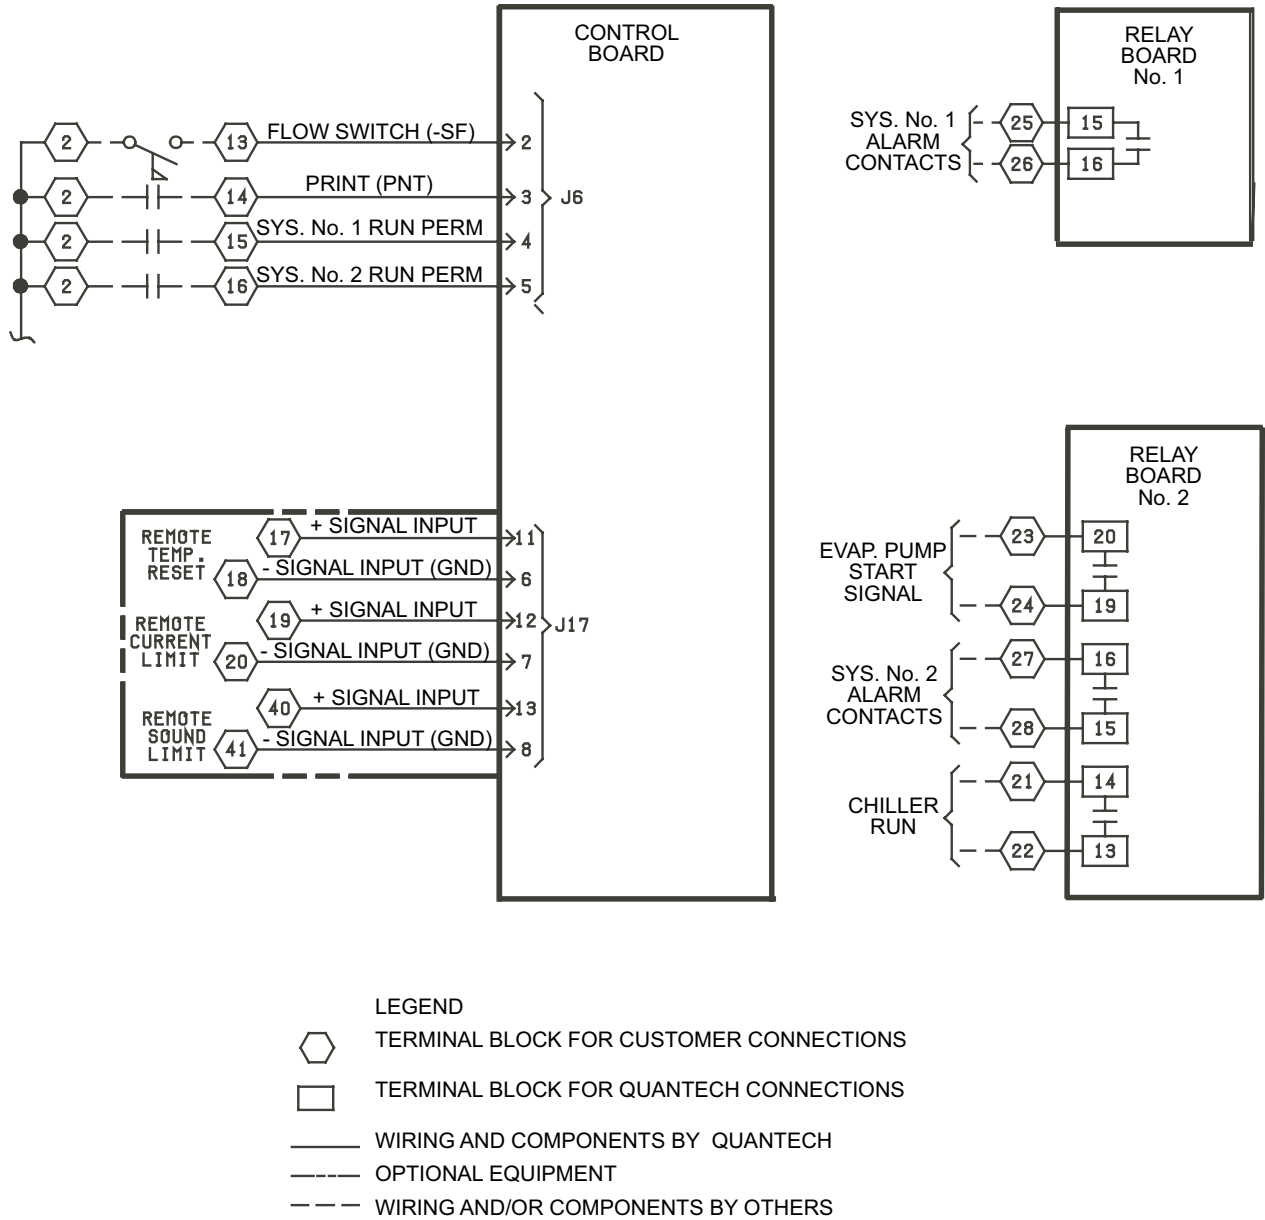 CONTROL
BOARD
2 13 FLOW SWITCH (-SF) 2
2 14 PRINT (PNT) 3
J6
2 15 SYS. No. 1 RUN PERM 4
2 16 SYS. No. 2 RUN PERM 5
REMOTE
TEMP.
RESET
17 + SIGNAL INPUT 11
18 - SIGNAL INPUT (GND) 6
REMOTE
CURRENT
LIMIT
19 + SIGNAL INPUT 12
20 - SIGNAL INPUT (GND) 7
J17
REMOTE
SOUND
LIMIT
40 + SIGNAL INPUT 13
41 - SIGNAL INPUT (GND) 8
RELAY
BOARD
No. 1
SYS. No. 1
ALARM
CONTACTS
25 15
26 16
RELAY
BOARD
No. 2
EVAP. PUMP
START
SIGNAL
23 20
24 19
SYS. No. 2
ALARM
CONTACTS
27 16
28 15
CHILLER
RUN
21 14
22 13
LEGEND
TERMINAL BLOCK FOR CUSTOMER CONNECTIONS
TERMINAL BLOCK FOR QUANTECH CONNECTIONS
WIRING AND COMPONENTS BY QUANTECH
OPTIONAL EQUIPMENT
WIRING AND/OR COMPONENTS BY OTHERS